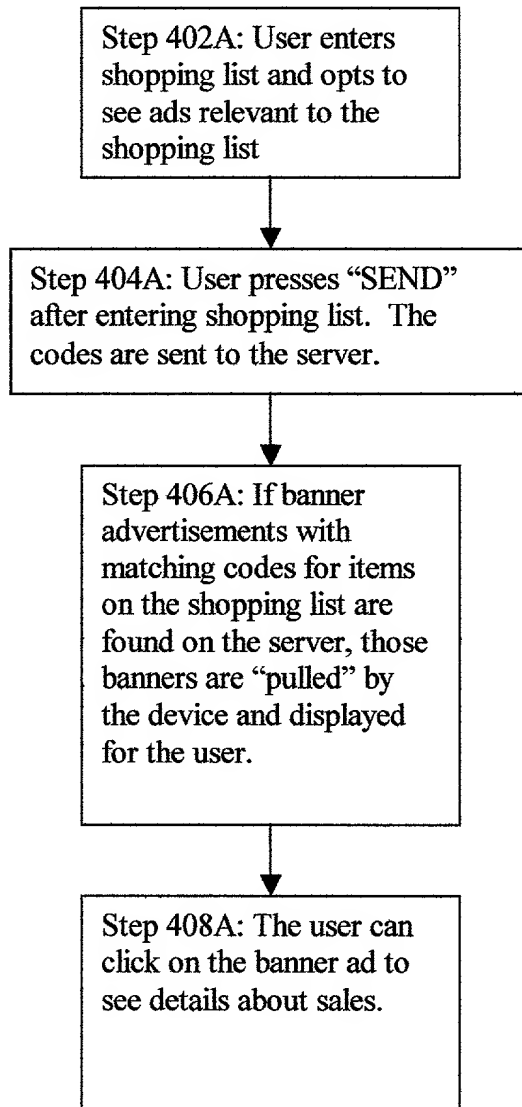 Step 402A: User enters
shopping list and opts to
see ads relevant to the
shopping list
Step 404A: User presses “SEND”
after entering shopping list.  The
codes are sent to the server.
Step 406A: If banner
advertisements with
matching codes for items
on the shopping list are
found on the server, those
banners are “pulled” by
the device and displayed
for the user.
Step 408A: The user can
click on the banner ad to
see details about sales.